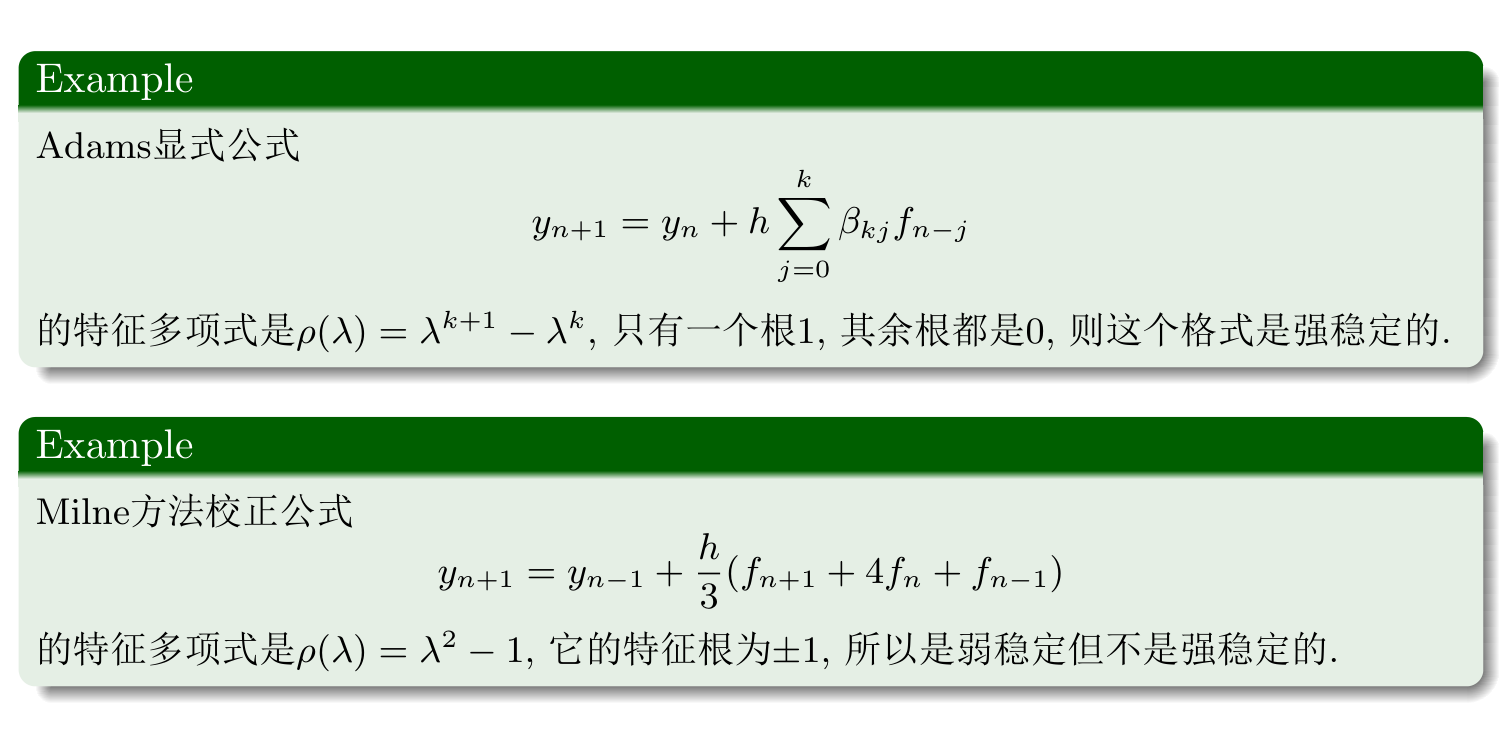 Example
Adams显式公式
$y_{n+1} = y_n + h \sum_{j=0}^{k} \beta_{kj} f_{n-j}$
的特征多项式是$\rho(\lambda) = \lambda^{k+1} - \lambda^k$, 只有一个根1, 其余根都是0, 则这个格式是强稳定的.
Example
Milne方法校正公式
$y_{n+1} = y_{n-1} + \frac{h}{3}(f_{n+1} + 4f_n + f_{n-1})$
的特征多项式是$\rho(\lambda) = \lambda^2 - 1$, 它的特征根为$\pm 1$, 所以是弱稳定但不是强稳定的.